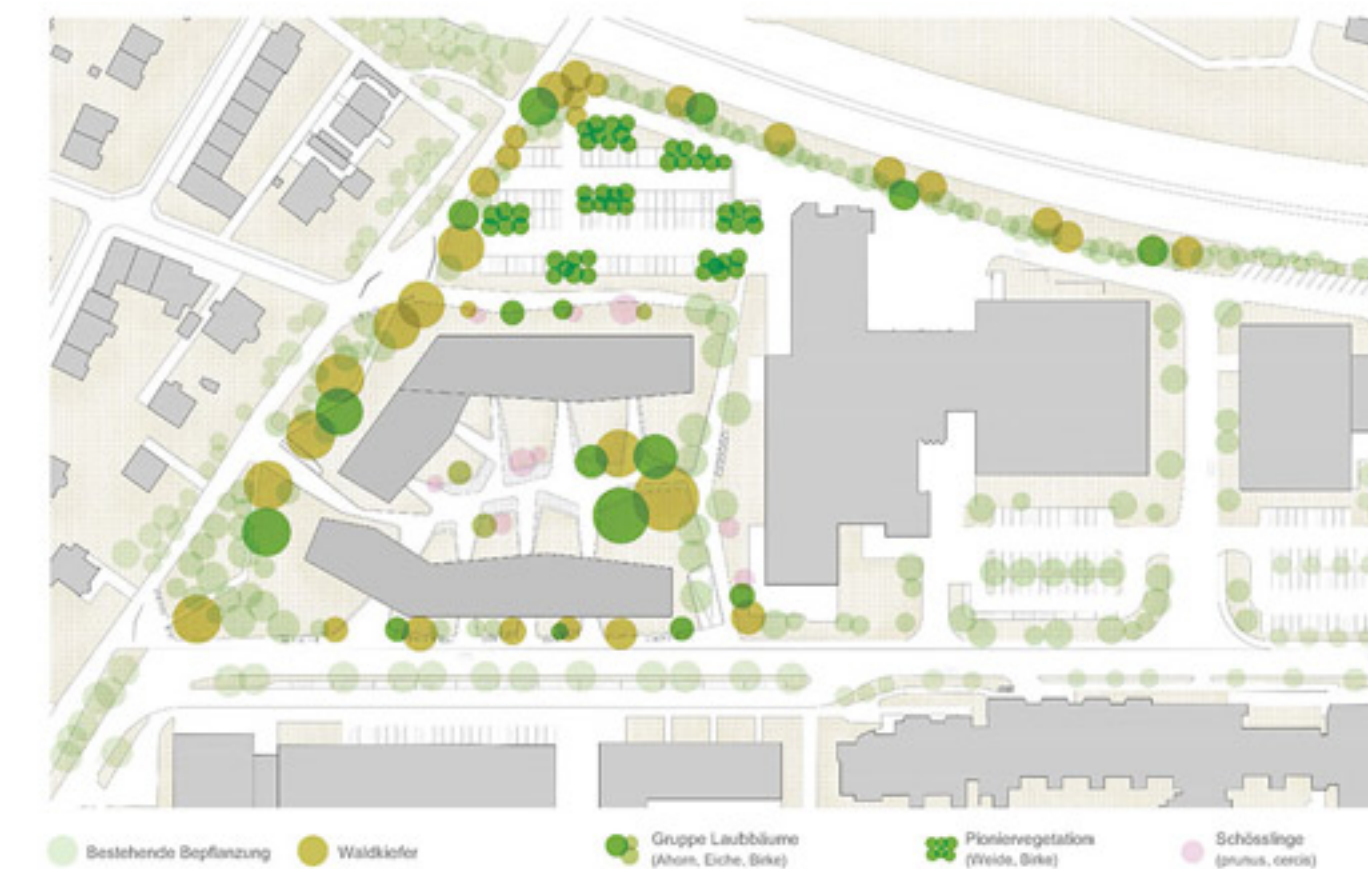 Bestehende Bepflanzung
Waldkiefer
Gruppe Laubbäume
(Ahorn, Eiche, Birke)
Pioniervegetation
(Weide, Birke)
Schösslinge
(prunus, cercis)